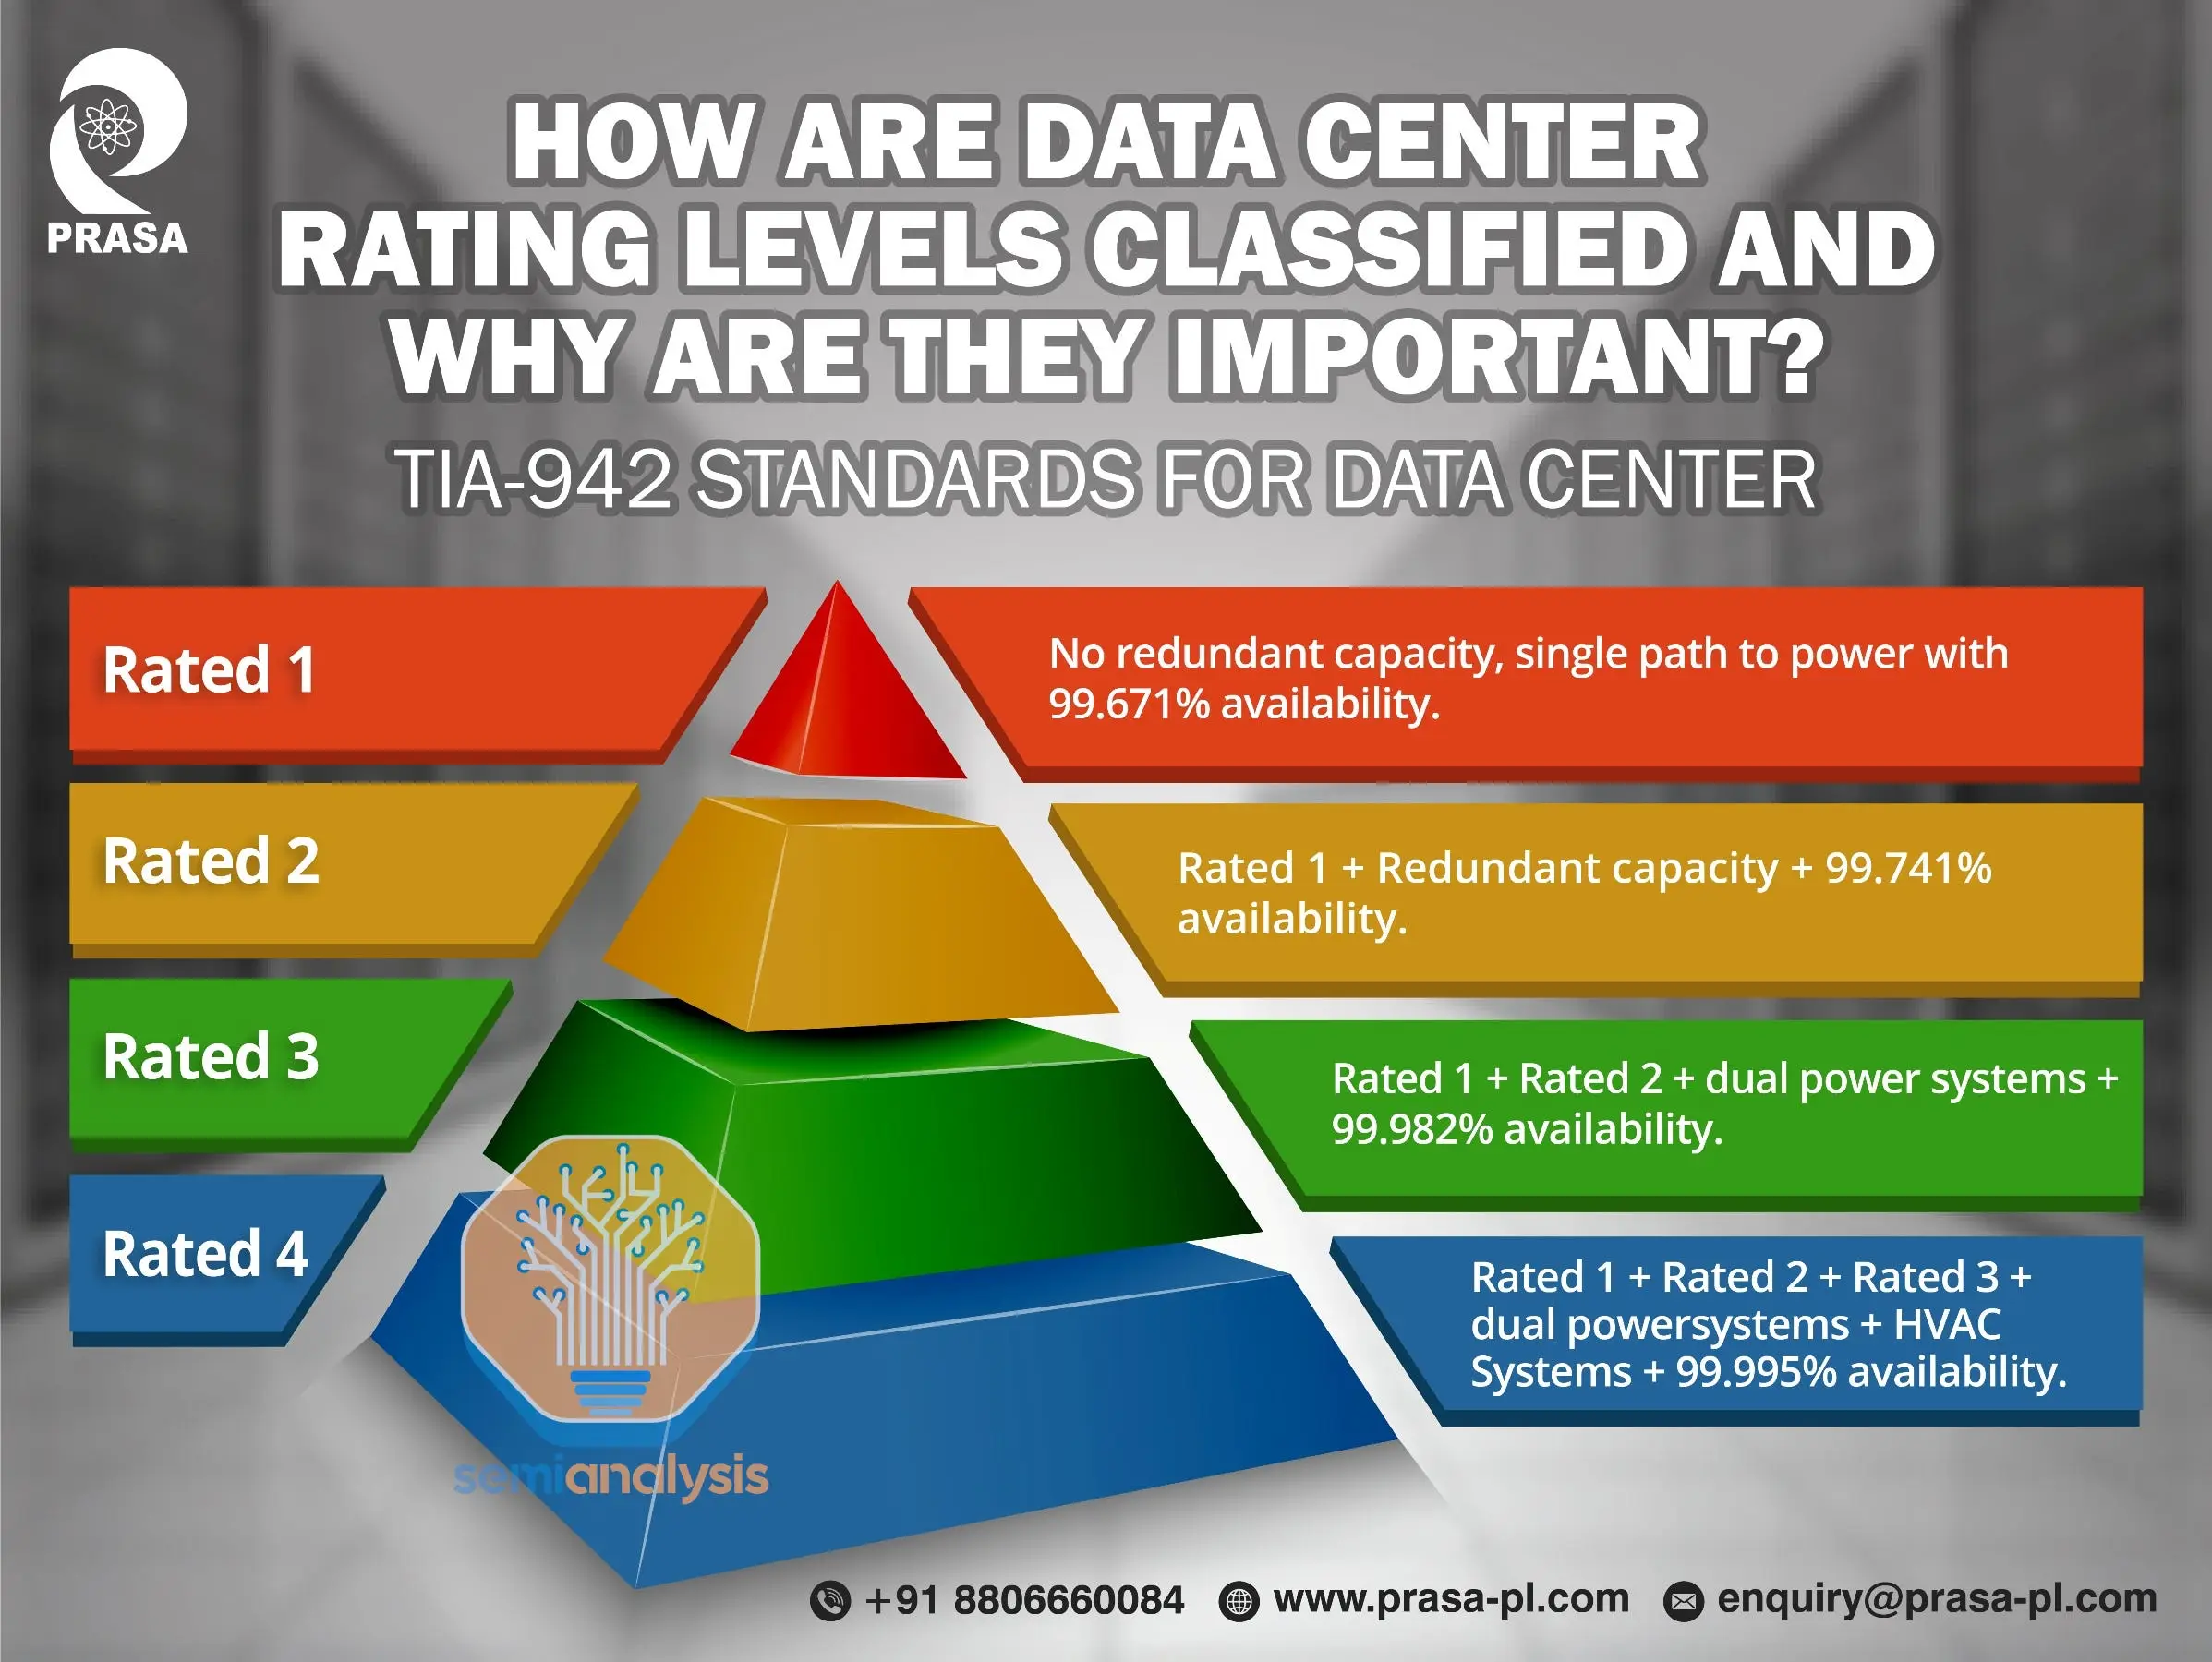 PRASA
HOW ARE DATA CENTER
RATING LEVELS CLASSIFIED AND
WHY ARE THEY IMPORTANT?
TIA-942 STANDARDS FOR DATA CENTER
Rated 1
No redundant capacity, single path to power with
99.671% availability.
Rated 2
Rated 1 + Redundant capacity + 99.741%
availability.
Rated 3
Rated 1 + Rated 2 + dual power systems +
99.982% availability.
Rated 4
Rated 1 + Rated 2 + Rated 3 +
dual powersystems + HVAC
Systems + 99.995% availability.
semianalysis
+91 8806660084 www.prasa-pl.com enquiry@prasa-pl.com